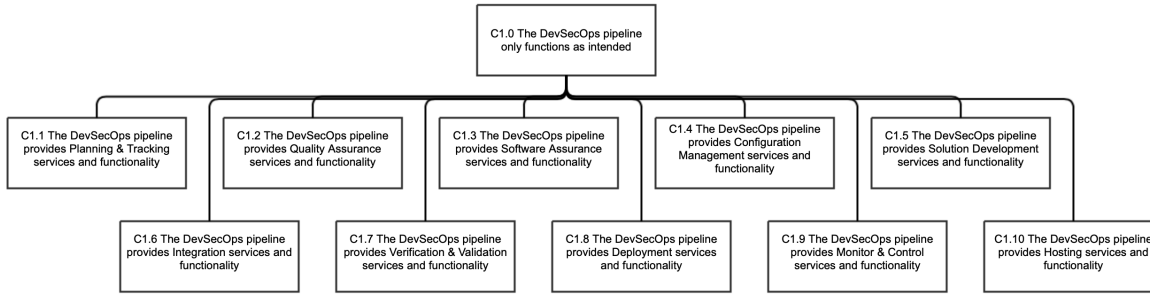 C1.0 The DevSecOps pipeline
only functions as intended
C1.1 The DevSecOps pipeline
provides Planning & Tracking
services and functionality
C1.2 The DevSecOps pipeline
provides Quality Assurance
services and functionality
C1.3 The DevSecOps pipeline
provides Software Assurance
services and functionality
C1.4 The DevSecOps pipeline
provides Configuration
Management services and
functionality
C1.5 The DevSecOps pipeline
provides Solution Development
services and functionality
C1.6 The DevSecOps pipeline
provides Integration services and
functionality
C1.7 The DevSecOps pipeline
provides Verification & Validation
services and functionality
C1.8 The DevSecOps pipeline
provides Deployment services
and functionality
C1.9 The DevSecOps pipeline
provides Monitor & Control
services and functionality
C1.10 The DevSecOps pipeline
provides Hosting services and
functionality